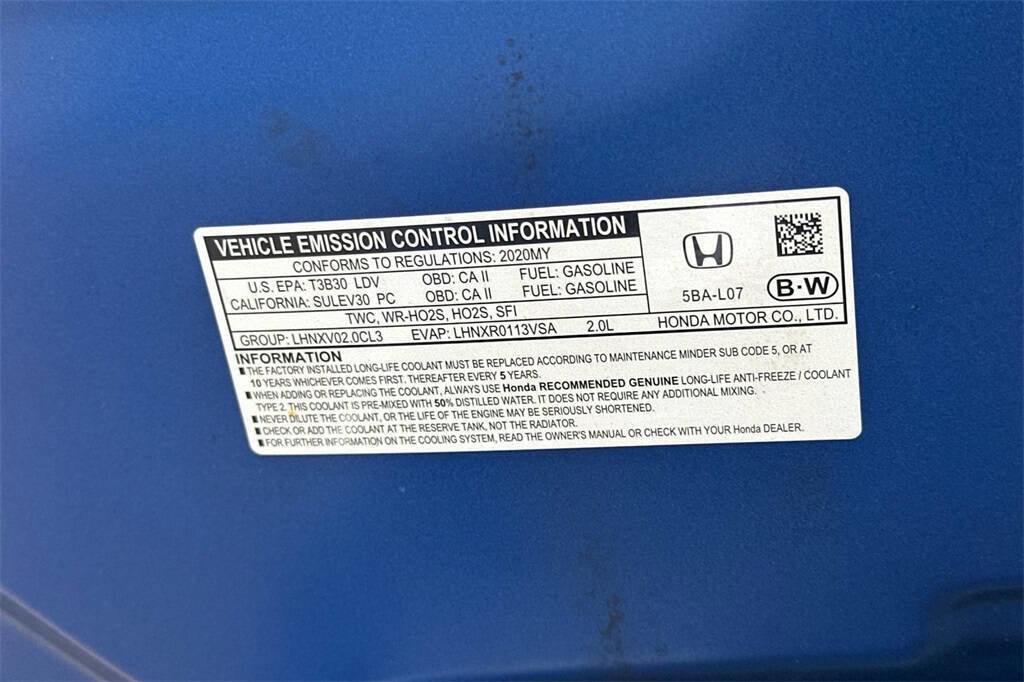 VEHICLE EMISSION CONTROL INFORMATION
CONFORMS TO REGULATIONS: 2020MY
U.S. EPA: T3B30 LDV OBD: CA II FUEL: GASOLINE
CALIFORNIA: SULEV30 PC OBD: CA II FUEL: GASOLINE
TWC, WR-HO2S, HO2S, SFI
GROUP: LHNXV02.0CL3 EVAP: LHNXR0113VSA 2.0L
5BA-L07
B·W
HONDA MOTOR CO., LTD.
INFORMATION
■ THE FACTORY INSTALLED LONG-LIFE COOLANT MUST BE REPLACED ACCORDING TO MAINTENANCE MINDER SUB CODE 5, OR AT
10 YEARS WHICHEVER COMES FIRST. THEREAFTER EVERY 5 YEARS.
■ WHEN ADDING OR REPLACING THE COOLANT, ALWAYS USE Honda RECOMMENDED GENUINE LONG-LIFE ANTI-FREEZE / COOLANT
TYPE 2. THIS COOLANT IS PRE-MIXED WITH 50% DISTILLED WATER. IT DOES NOT REQUIRE ANY ADDITIONAL MIXING.
■ NEVER DILUTE THE COOLANT, OR THE LIFE OF THE ENGINE MAY BE SERIOUSLY SHORTENED.
■ CHECK OR ADD THE COOLANT AT THE RESERVE TANK, NOT THE RADIATOR.
■ FOR FURTHER INFORMATION ON THE COOLING SYSTEM, READ THE OWNER'S MANUAL OR CHECK WITH YOUR Honda DEALER.